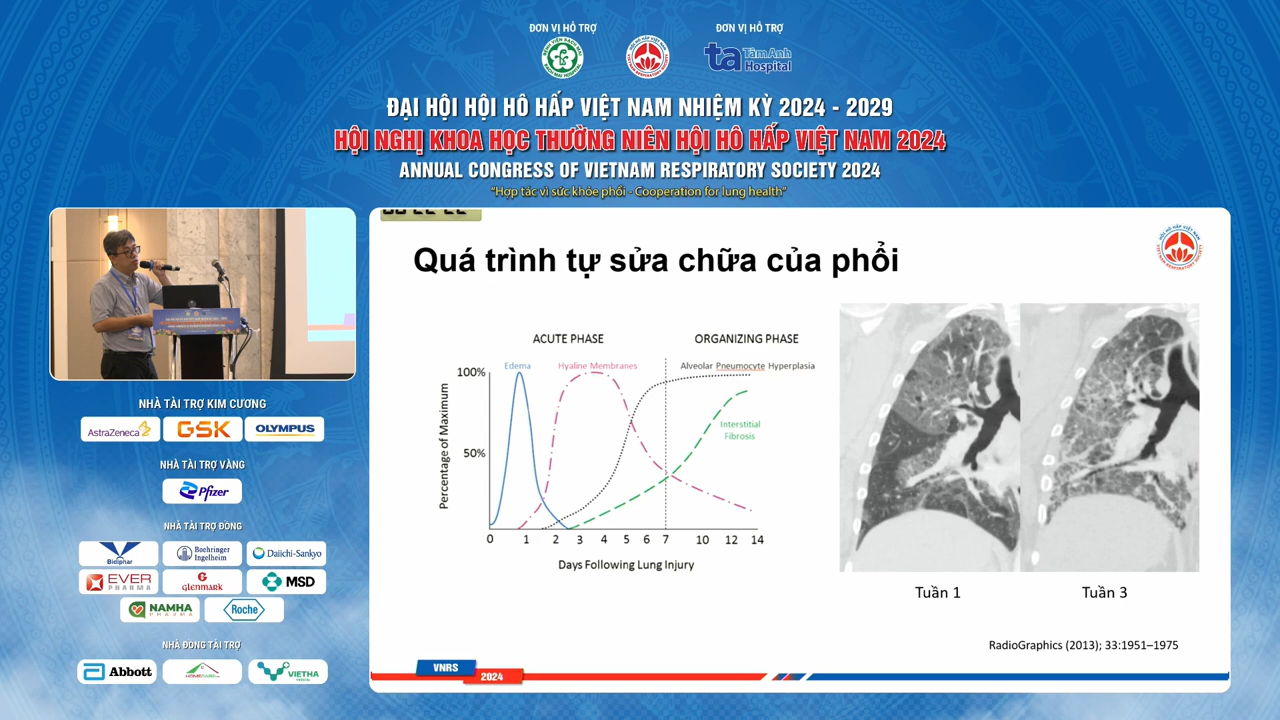 ĐƠN VỊ HỖ TRỢ
ĐƠN VỊ HỖ TRỢ
ta TâmAnh Hospital
ĐẠI HỘI HỘI HÔ HẤP VIỆT NAM NHIỆM KỲ 2024 - 2029
HỘI NGHỊ KHOA HỌC THƯỜNG NIÊN HỘI HÔ HẤP VIỆT NAM 2024
ANNUAL CONGRESS OF VIETNAM RESPIRATORY SOCIETY 2024
“Hợp tác vì sức khỏe phổi - Cooperation for lung health”
NHÀ TÀI TRỢ KIM CƯƠNG
AstraZeneca
GSK
OLYMPUS
NHÀ TÀI TRỢ VÀNG
Pfizer
NHÀ TÀI TRỢ ĐỒNG
Bidiphar
Boehringer Ingelheim
Daiichi-Sankyo
EVER PHARMA
GLENMARK
MSD
NAMHA PHARMA
Roche
NHÀ ĐỒNG TÀI TRỢ
Abbott
VIETHA
Quá trình tự sửa chữa của phổi
ACUTE PHASE
ORGANIZING PHASE
Edema
Hyaline Membranes
Alveolar Pneumocyte Hyperplasia
Interstitial
Fibrosis
Percentage of Maximum
100%
50%
0 1 2 3 4 5 6 7 10 12 14
Days Following Lung Injury
Tuần 1
Tuần 3
RadioGraphics (2013); 33:1951–1975
VNRS
2024